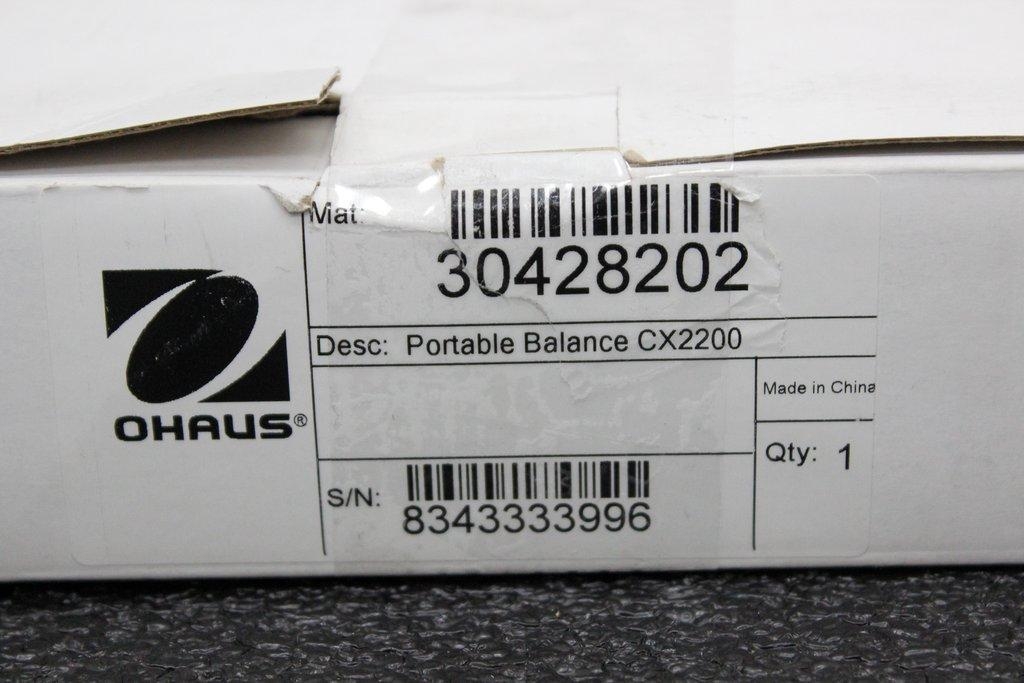 OHAUS®
Mat:
30428202
Desc: Portable Balance CX2200
Made in China
Qty: 1
S/N:
8343333996